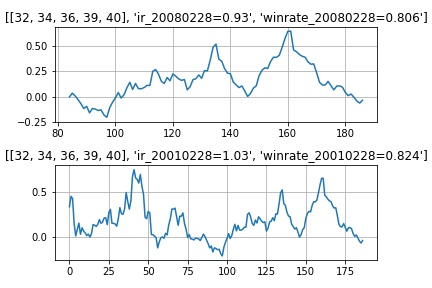 [[32, 34, 36, 39, 40], 'ir_20080228=0.93', 'winrate_20080228=0.806']
0.50
0.25
0.00
−0.25
80 100 120 140 160 180
[[32, 34, 36, 39, 40], 'ir_20010228=1.03', 'winrate_20010228=0.824']
0.5
0.0
0 25 50 75 100 125 150 175